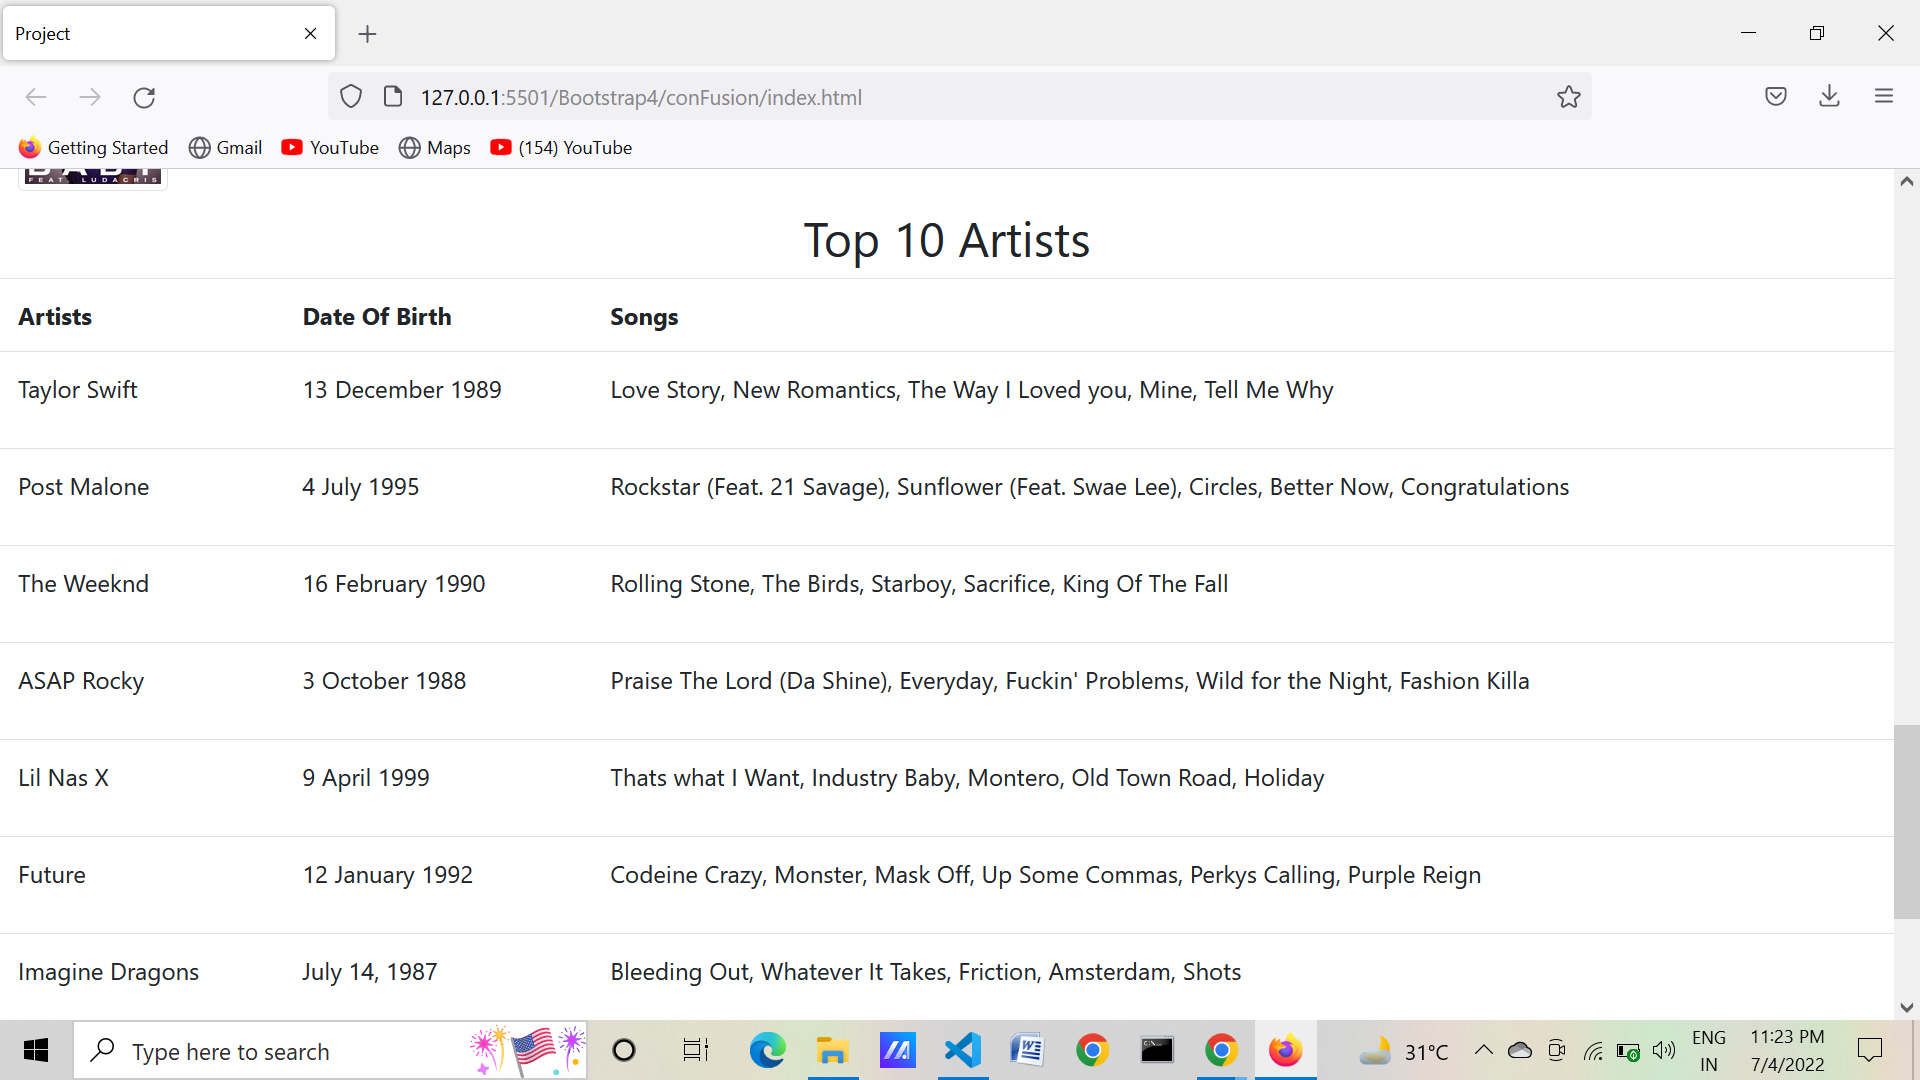 Project
127.0.0.1:5501/Bootstrap4/conFusion/index.html
Getting Started Gmail YouTube Maps (154) YouTube
FEAT. LUDACRIS
Top 10 Artists
Artists Date Of Birth Songs
Taylor Swift 13 December 1989 Love Story, New Romantics, The Way I Loved you, Mine, Tell Me Why
Post Malone 4 July 1995 Rockstar (Feat. 21 Savage), Sunflower (Feat. Swae Lee), Circles, Better Now, Congratulations
The Weeknd 16 February 1990 Rolling Stone, The Birds, Starboy, Sacrifice, King Of The Fall
ASAP Rocky 3 October 1988 Praise The Lord (Da Shine), Everyday, Fuckin' Problems, Wild for the Night, Fashion Killa
Lil Nas X 9 April 1999 Thats what I Want, Industry Baby, Montero, Old Town Road, Holiday
Future 12 January 1992 Codeine Crazy, Monster, Mask Off, Up Some Commas, Perkys Calling, Purple Reign
Imagine Dragons July 14, 1987 Bleeding Out, Whatever It Takes, Friction, Amsterdam, Shots
Type here to search 31°C ENG 11:23 PM
IN 7/4/2022